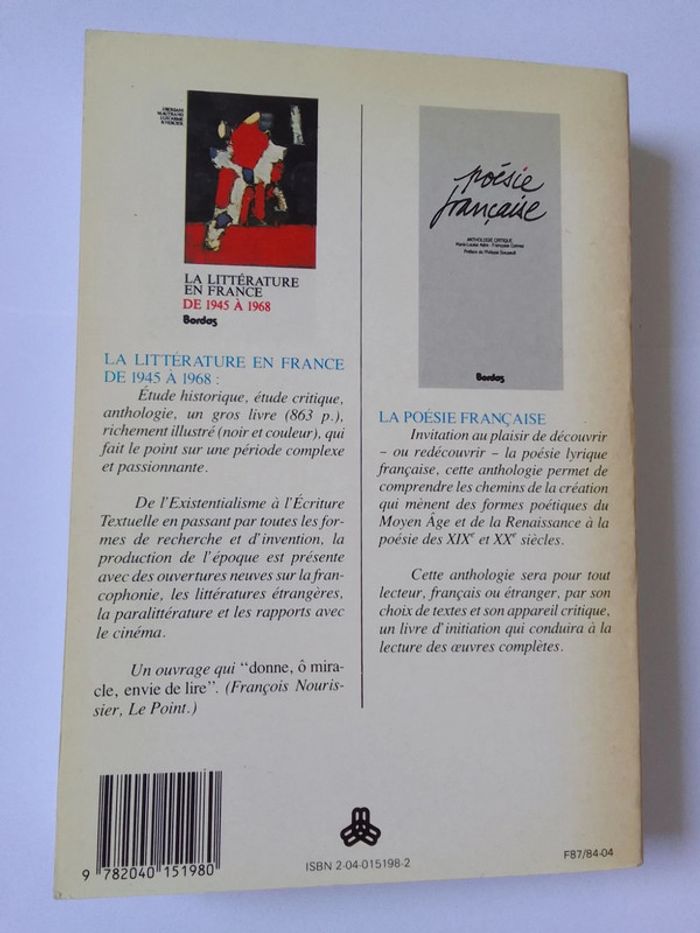 LA LITTÉRATURE
EN FRANCE
DE 1945 À 1968
Bordas
LA LITTÉRATURE EN FRANCE
DE 1945 À 1968 :
Étude historique, étude critique,
anthologie, un gros livre (863 p.),
richement illustré (noir et couleur), qui
fait le point sur une période complexe
et passionnante.
De l'Existentialisme à l'Écriture
Textuelle en passant par toutes les for-
mes de recherche et d'invention, la
production de l'époque est présente
avec des ouvertures neuves sur la fran-
cophonie, les littératures étrangères,
la paralittérature et les rapports avec
le cinéma.
Un ouvrage qui "donne, ô mira-
cle, envie de lire". (François Nouris-
sier, Le Point.)
poésie
française
ANTHOLOGIE CRITIQUE
Bordas
LA POÉSIE FRANÇAISE
Invitation au plaisir de découvrir
– ou redécouvrir – la poésie lyrique
française, cette anthologie permet de
comprendre les chemins de la création
qui mènent des formes poétiques du
Moyen Âge et de la Renaissance à la
poésie des XIXe et XXe siècles.
Cette anthologie sera pour tout
lecteur, français ou étranger, par son
choix de textes et son appareil critique,
un livre d'initiation qui conduira à la
lecture des œuvres complètes.
9 782040 151980
ISBN 2-04-015198-2
F87/84-04